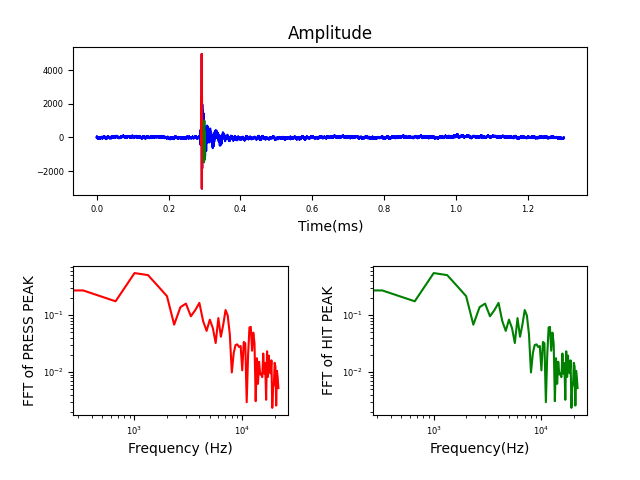 Amplitude
4000
2000
0
−2000
0.0 0.2 0.4 0.6 0.8 1.0 1.2
Time(ms)
FFT of PRESS PEAK
10⁻¹
10⁻²
10³ 10⁴
Frequency (Hz)
FFT of HIT PEAK
10⁻¹
10⁻²
10³ 10⁴
Frequency(Hz)